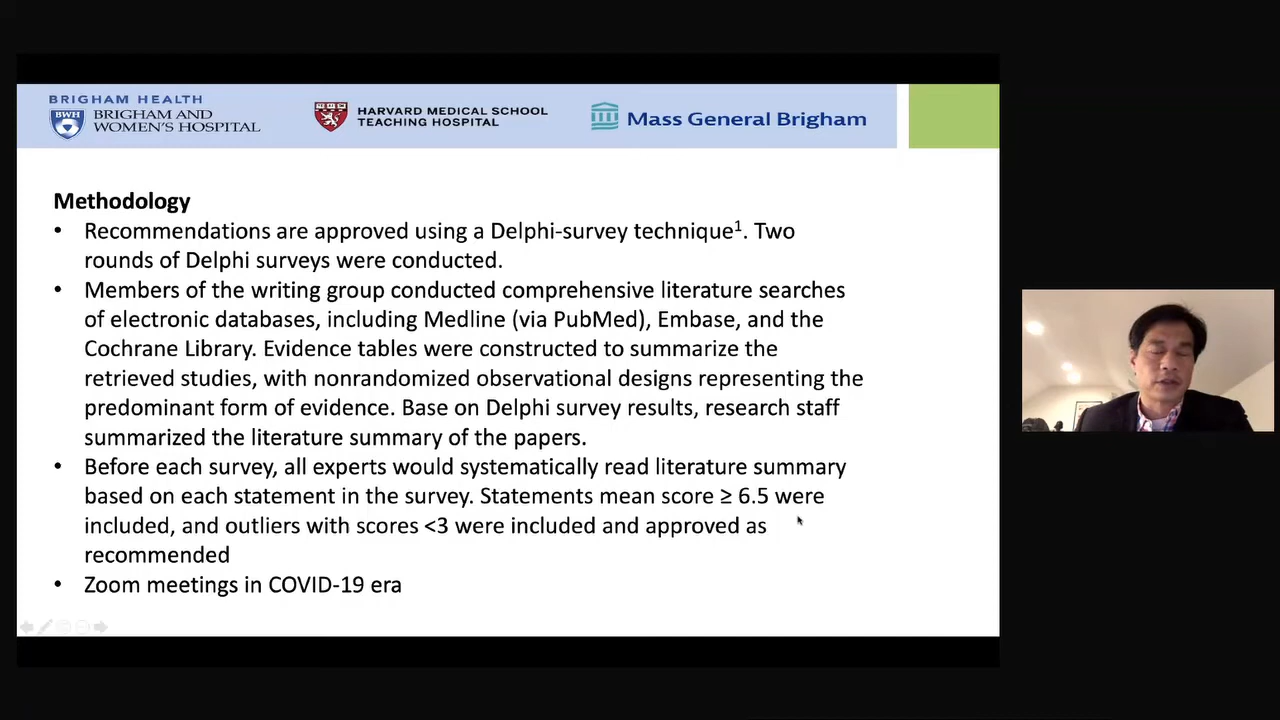 BRIGHAM HEALTH
BWH
BRIGHAM AND
WOMEN'S HOSPITAL
HARVARD MEDICAL SCHOOL
TEACHING HOSPITAL
Mass General Brigham
Methodology
• Recommendations are approved using a Delphi-survey technique¹. Two
rounds of Delphi surveys were conducted.
• Members of the writing group conducted comprehensive literature searches
of electronic databases, including Medline (via PubMed), Embase, and the
Cochrane Library. Evidence tables were constructed to summarize the
retrieved studies, with nonrandomized observational designs representing the
predominant form of evidence. Base on Delphi survey results, research staff
summarized the literature summary of the papers.
• Before each survey, all experts would systematically read literature summary
based on each statement in the survey. Statements mean score ≥ 6.5 were
included, and outliers with scores <3 were included and approved as
recommended
• Zoom meetings in COVID-19 era